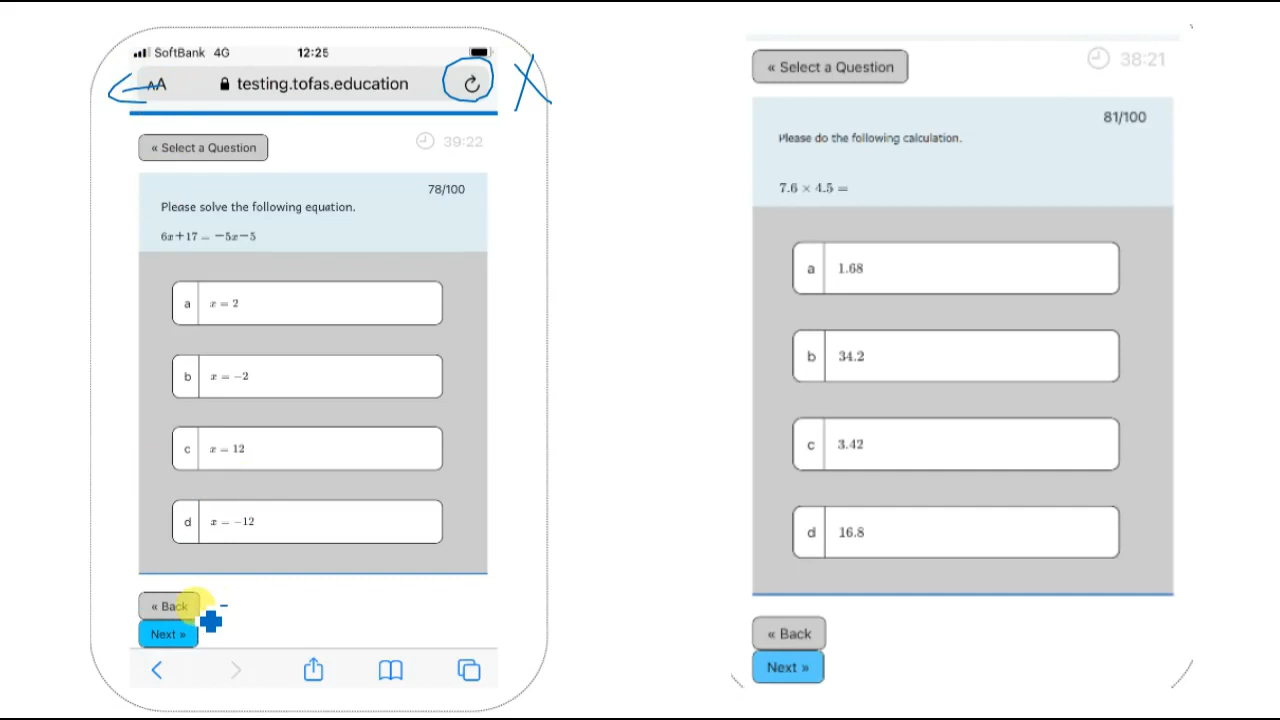 SoftBank 4G 12:25
AA testing.tofas.education
« Select a Question 39:22
78/100
Please solve the following equation.
6x+17 = −5x−5
a x = 2
b x = −2
c x = 12
d x = −12
« Back
Next »
« Select a Question 38:21
81/100
Please do the following calculation.
7.6 × 4.5 =
a 1.68
b 34.2
c 3.42
d 16.8
« Back
Next »